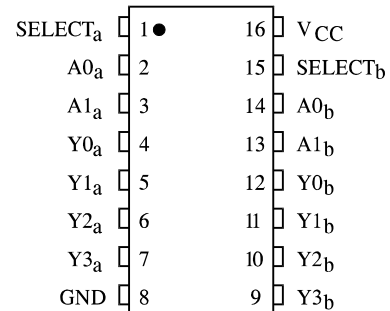 SELECTa 1 16 VCC
A0a 2 15 SELECTb
A1a 3 14 A0b
Y0a 4 13 A1b
Y1a 5 12 Y0b
Y2a 6 11 Y1b
Y3a 7 10 Y2b
GND 8 9 Y3b